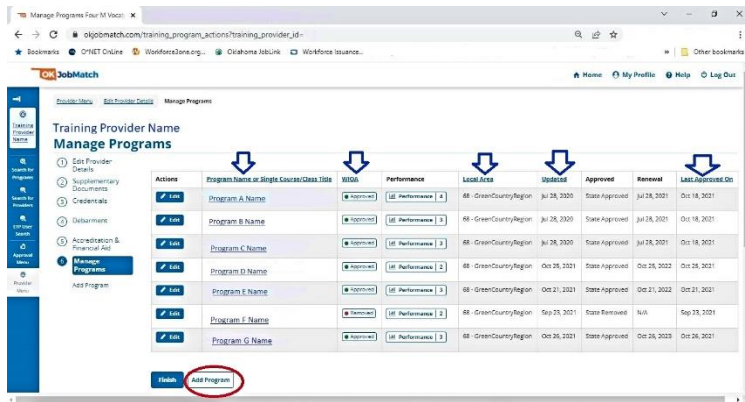 Manage Programs Four M Vocat
okjobmatch.com/training_program_actions?training_provider_id=
Bookmarks O*NET OnLine Workforce3one.org... Oklahoma JobLink Workforce Issuance... Other bookmarks
OK JobMatch
Home My Profile Help Log Out
Provider Menu Edit Provider Details Manage Programs
Training Provider Name
Search for Programs
Search for Providers
ETP User Search
Approval Menu
Provider Menu
Training Provider Name
Manage Programs
1 Edit Provider Details
2 Supplementary Documents
3 Credentials
4 Debarment
5 Accreditation & Financial Aid
6 Manage Programs
Add Program
Actions Program Name or Single Course/Class Title WIOA Performance Local Area Updated Approved Renewal Last Approved On
Edit Program A Name Approved Performance 4 68 - GreenCountryRegion Jul 28, 2020 State Approved Jul 28, 2021 Oct 18, 2021
Edit Program B Name Approved Performance 3 68 - GreenCountryRegion Jul 28, 2020 State Approved Jul 28, 2021 Oct 18, 2021
Edit Program C Name Approved Performance 3 68 - GreenCountryRegion Jul 28, 2020 State Approved Jul 28, 2021 Oct 18, 2021
Edit Program D Name Approved Performance 2 68 - GreenCountryRegion Oct 25, 2021 State Approved Oct 25, 2022 Oct 25, 2021
Edit Program E Name Approved Performance 3 68 - GreenCountryRegion Oct 21, 2021 State Approved Oct 21, 2022 Oct 21, 2021
Edit Program F Name Removed Performance 2 68 - GreenCountryRegion Sep 23, 2021 State Removed N/A Sep 23, 2021
Edit Program G Name Approved Performance 3 68 - GreenCountryRegion Oct 26, 2021 State Approved Oct 26, 2023 Oct 26, 2021
Finish Add Program